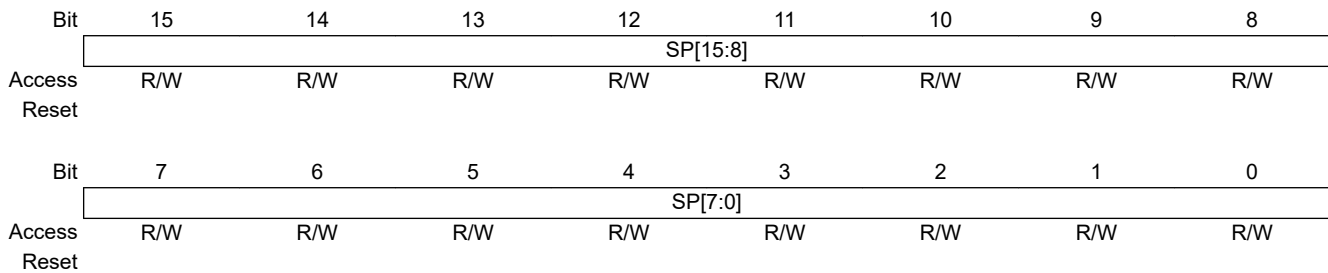 Bit 15 14 13 12 11 10 9 8
SP[15:8]
Access R/W R/W R/W R/W R/W R/W R/W R/W
Reset
Bit 7 6 5 4 3 2 1 0
SP[7:0]
Access R/W R/W R/W R/W R/W R/W R/W R/W
Reset